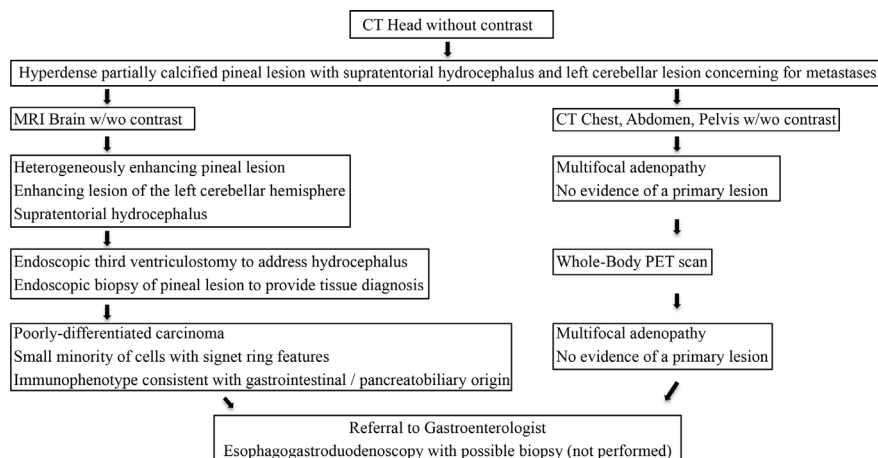 CT Head without contrast
Hyperdense partially calcified pineal lesion with supratentorial hydrocephalus and left cerebellar lesion concerning for metastases
MRI Brain w/wo contrast
Heterogeneously enhancing pineal lesion
Enhancing lesion of the left cerebellar hemisphere
Supratentorial hydrocephalus
Endoscopic third ventriculostomy to address hydrocephalus
Endoscopic biopsy of pineal lesion to provide tissue diagnosis
Poorly-differentiated carcinoma
Small minority of cells with signet ring features
Immunophenotype consistent with gastrointestinal / pancreatobiliary origin
CT Chest, Abdomen, Pelvis w/wo contrast
Multifocal adenopathy
No evidence of a primary lesion
Whole-Body PET scan
Multifocal adenopathy
No evidence of a primary lesion
Referral to Gastroenterologist
Esophagogastroduodenoscopy with possible biopsy (not performed)